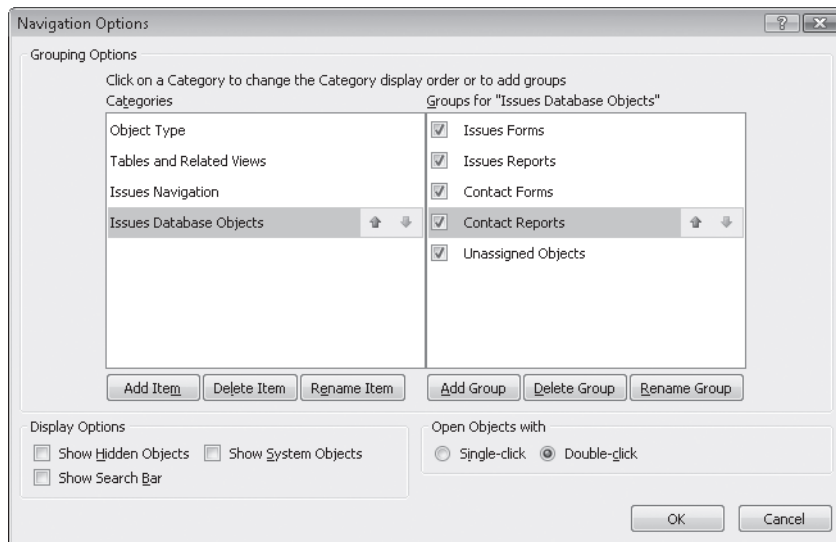 Navigation Options
Grouping Options
Click on a Category to change the Category display order or to add groups
Categories
Groups for "Issues Database Objects"
Object Type
Tables and Related Views
Issues Navigation
Issues Database Objects
Issues Forms
Issues Reports
Contact Forms
Contact Reports
Unassigned Objects
Add Item
Delete Item
Rename Item
Add Group
Delete Group
Rename Group
Display Options
Show Hidden Objects
Show System Objects
Show Search Bar
Open Objects with
Single-click
Double-click
OK
Cancel